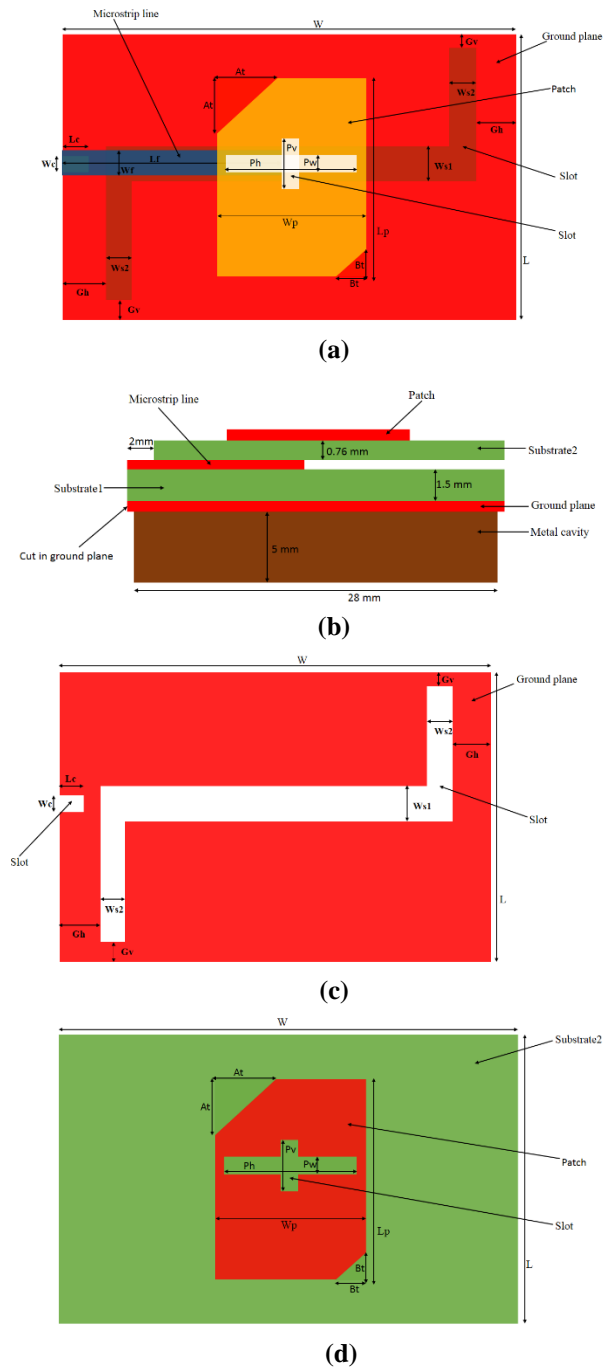 W
Microstrip line
Gv
Ground plane
At
At
Ws2
Patch
Lc
Pv
Gh
Wc
Lf
Wf
Ph
Pw
Ws1
Slot
Wp
Lp
Slot
Ws2
Bt
L
Gh
Bt
Gv
(a)
Microstrip line
Patch
2mm
0.76 mm
Substrate2
Substrate1
1.5 mm
Ground plane
Cut in ground plane
5 mm
Metal cavity
28 mm
(b)
W
Gv
Ground plane
Ws2
Gh
Lc
Wc
Ws1
Slot
Slot
Ws2
L
Gh
Gv
(c)
W
Substrate2
At
At
Patch
Pv
Ph
Pw
Slot
Wp
Lp
Bt
L
Bt
(d)